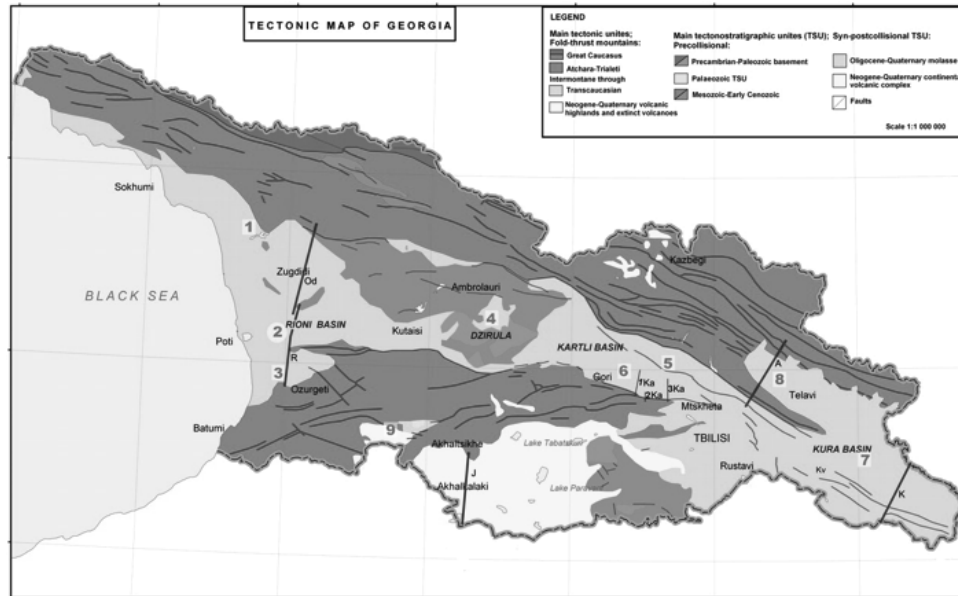 TECTONIC MAP OF GEORGIA
LEGEND
Main tectonic unites;
Fold-thrust mountains:
Great Caucasus
Atchara-Trialeti
Intermontane through
Transcaucasian
Neogene-Quaternary volcanic
highlands and extinct volcanoes
Main tectonostratigraphic unites (TSU);
Precollisional:
Precambrian-Paleozoic basement
Palaeozoic TSU
Mesozoic-Early Cenozoic
Syn-postcollisional TSU:
Oligocene-Quaternary molasse
Neogene-Quaternary continenta
volcanic complex
Faults
Scale 1:1 000 000
Sokhumi
1
Kazbegi
Zugdidi
Od
BLACK SEA
Ambrolauri
4
2
RIONI BASIN
Kutaisi
DZIRULA
Poti
KARTLI BASIN
R
5
A
3
6
Gori
1Ka
8
Ozurgeti
2Ka
3Ka
Telavi
Mtskheta
Batumi
9
Akhaltsikhe
Lake Tabatskuri
TBILISI
KURA BASIN
7
J
Rustavi
Kv
Akhalkalaki
K